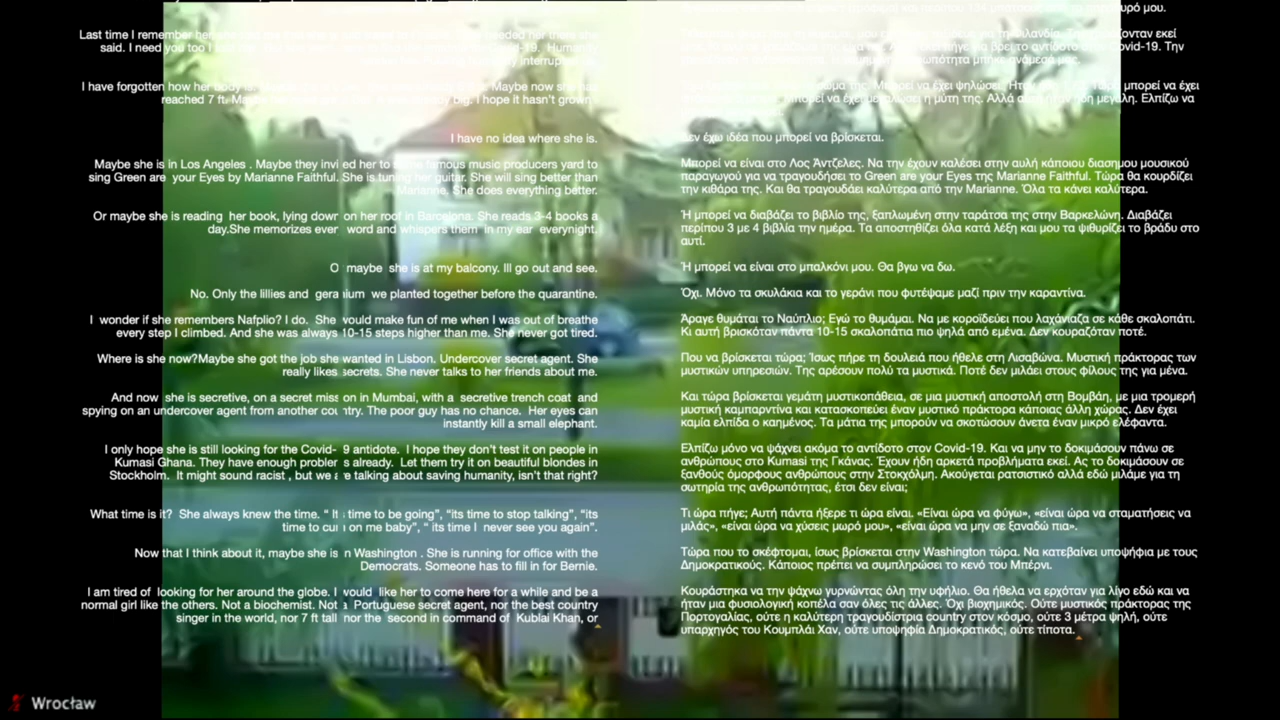 Last time I remember her
said. I need you too I
I have forgotten how her body is.
Maybe now she has
reached 7 ft.
big. I hope it hasn't grown
I have no idea where she is.
Maybe she is in Los Angeles . Maybe they invi ed her to some famous music producers yard to
sing Green are your Eyes by Marianne Faithful. She is tuning her guitar. She will sing better than
Marianne. She does everything better.
Or maybe she is reading her book, lying dowr on her roof in Barcelona. She reads 3-4 books a
day.She memorizes ever word and whispers them in my ear everynight.
O maybe she is at my balcony. Ill go out and see.
No. Only the lillies and gera ium we planted together before the quarantine.
I wonder if she remembers Nafplio? I do. She would make fun of me when I was out of breathe
every step I climbed. And she was always 10-15 steps higher than me. She never got tired.
Where is she now?Maybe she got the job she wanted in Lisbon. Undercover secret agent. She
really likes secrets. She never talks to her friends about me.
And now she is secretive, on a secret miss on in Mumbai, with a secretive trench coat and
spying on an undercover agent from another cou ntry. The poor guy has no chance. Her eyes can
instantly kill a small elephant.
I only hope she is still looking for the Covid- 9 antidote. I hope they don't test it on people in
Kumasi Ghana. They have enough probler s already. Let them try it on beautiful blondes in
Stockholm. It might sound racist , but we a e talking about saving humanity, isn't that right?
What time is it? She always knew the time. “ It time to be going”, “its time to stop talking”, “its
time to cu on me baby”, “ its time I never see you again”.
Now that I think about it, maybe she is n Washington . She is running for office with the
Democrats. Someone has to fill in for Bernie.
I am tired of looking for her around the globe. I would like her to come here for a while and be a
normal girl like the others. Not a biochemist. Not a Portuguese secret agent, nor the best country
singer in the world, nor 7 ft tall nor the second in command of Kublai Khan, or
Δεν έχω ιδέα που μπορεί να βρίσκεται.
Μπορεί να είναι στο Λος Άντζελες. Να την έχουν καλέσει στην αυλή κάποιου διασημου μουσικού
παραγωγού για να τραγουδήσει το Green are your Eyes της Marianne Faithful. Τώρα θα κουρδίζει
την κιθάρα της. Και θα τραγουδάει καλύτερα από την Marianne. Όλα τα κάνει καλύτερα.
Ή μπορεί να διαβάζει το βιβλίο της, ξαπλωμένη στην ταράτσα της στην Βαρκελώνη. Διαβάζει
περίπου 3 με 4 βιβλία την ημέρα. Τα αποστηθίζει όλα κατά λέξη και μου τα ψιθυρίζει το βράδυ στο
αυτί.
Ή μπορεί να είναι στο μπαλκόνι μου. Θα βγω να δω.
Όχι. Μόνο τα σκυλάκια και το γεράνι που φυτέψαμε μαζί πριν την καραντίνα.
Άραγε θυμάται το Ναύπλιο; Εγώ το θυμάμαι. Να με κοροϊδεύει που λαχάνιαζα σε κάθε σκαλοπάτι.
Κι αυτή βρισκόταν πάντα 10-15 σκαλοπάτια πιο ψηλά από εμένα. Δεν κουραζόταν ποτέ.
Που να βρίσκεται τώρα; Ίσως πήρε τη δουλειά που ήθελε στη Λισαβώνα. Μυστική πράκτορας των
μυστικών υπηρεσιών. Της αρέσουν πολύ τα μυστικά. Ποτέ δεν μιλάει στους φίλους της για μένα.
Και τώρα βρίσκεται γεμάτη μυστικοπάθεια, σε μια μυστική αποστολή στη Βομβάη, με μια τρομερή
μυστική καμπαρντίνα και κατασκοπεύει έναν μυστικό πράκτορα κάποιας άλλη χώρας. Δεν έχει
καμία ελπίδα ο καημένος. Τα μάτια της μπορούν να σκοτώσουν άνετα έναν μικρό ελέφαντα.
Ελπίζω μόνο να ψάχνει ακόμα το αντίδοτο στον Covid-19. Και να μην το δοκιμάσουν πάνω σε
ανθρώπους στο Kumasi της Γκάνας. Έχουν ήδη αρκετά προβλήματα εκεί. Ας το δοκιμάσουν σε
ξανθούς όμορφους ανθρώπους στην Στοκχόλμη. Ακούγεται ρατσιστικό αλλά εδώ μιλάμε για τη
σωτηρία της ανθρωπότητας, έτσι δεν είναι;
Τι ώρα πήγε; Αυτή πάντα ήξερε τι ώρα είναι. «Είναι ώρα να φύγω», «είναι ώρα να σταματήσεις να
μιλάς», «είναι ώρα να χύσεις μωρό μου», «είναι ώρα να μην σε ξαναδώ πια».
Τώρα που το σκέφτομαι, ίσως βρίσκεται στην Washington τώρα. Να κατεβαίνει υποψήφια με τους
Δημοκρατικούς. Κάποιος πρέπει να συμπληρώσει το κενό του Μπέρνι.
Κουράστηκα να την ψάχνω γυρνώντας όλη την υφήλιο. Θα ήθελα να ερχόταν για λίγο εδώ και να
ήταν μια φυσιολογική κοπέλα σαν όλες τις άλλες. Όχι βιοχημικός. Ούτε μυστικός πράκτορας της
Πορτογαλίας, ούτε η καλύτερη τραγουδίστρια country στον κόσμο, ούτε 3 μέτρα ψηλή, ούτε
υπαρχηγός του Κουμπλάι Χαν, ούτε υποψηφία Δημοκρατικός, ούτε τίποτα.
Wrocław